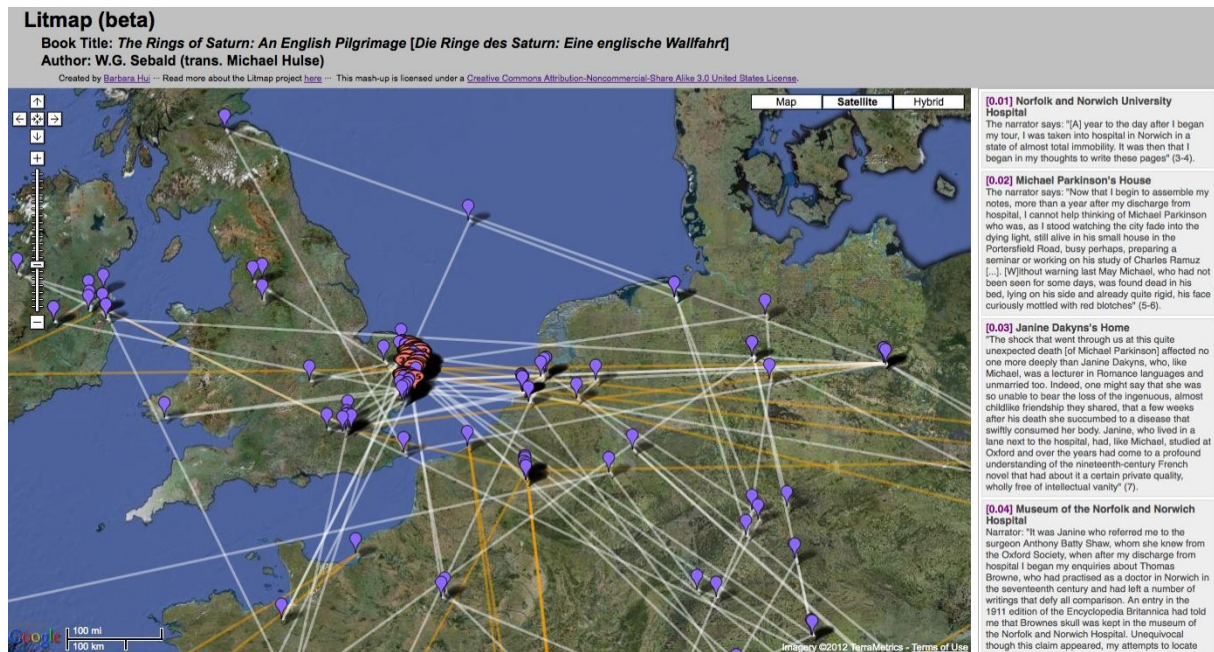 Litmap (beta)
Book Title: The Rings of Saturn: An English Pilgrimage [Die Ringe des Saturn: Eine englische Wallfahrt]
Author: W.G. Sebald (trans. Michael Hulse)
Created by Barbara Hui ··· Read more about the Litmap project here ··· This mash-up is licensed under a Creative Commons Attribution-Noncommercial-Share Alike 3.0 United States License.
Map
Satellite
Hybrid
Google
100 mi
100 km
Imagery ©2012 TerraMetrics - Terms of Use
[0.01] Norfolk and Norwich University
Hospital
The narrator says: "[A] year to the day after I began
my tour, I was taken into hospital in Norwich in a
state of almost total immobility. It was then that I
began in my thoughts to write these pages" (3-4).
[0.02] Michael Parkinson's House
The narrator says: "Now that I begin to assemble my
notes, more than a year after my discharge from
hospital, I cannot help thinking of Michael Parkinson
who was, as I stood watching the city fade into the
dying light, still alive in his small house in the
Portersfield Road, busy perhaps, preparing a
seminar or working on his study of Charles Ramuz
[...]. [W]ithout warning last May Michael, who had not
been seen for some days, was found dead in his
bed, lying on his side and already quite rigid, his face
curiously mottled with red blotches" (5-6).
[0.03] Janine Dakyns's Home
"The shock that went through us at this quite
unexpected death [of Michael Parkinson] affected no
one more deeply than Janine Dakyns, who, like
Michael, was a lecturer in Romance languages and
unmarried too. Indeed, one might say that she was
so unable to bear the loss of the ingenuous, almost
childlike friendship they shared, that a few weeks
after his death she succumbed to a disease that
swiftly consumed her body. Janine, who lived in a
lane next to the hospital, had, like Michael, studied at
Oxford and over the years had come to a profound
understanding of the nineteenth-century French
novel that had about it a certain private quality,
wholly free of intellectual vanity" (7).
[0.04] Museum of the Norfolk and Norwich
Hospital
Narrator: "It was Janine who referred me to the
surgeon Anthony Batty Shaw, whom she knew from
the Oxford Society, when after my discharge from
hospital I began my enquiries about Thomas
Browne, who had practised as a doctor in Norwich in
the seventeenth century and had left a number of
writings that defy all comparison. An entry in the
1911 edition of the Encyclopedia Britannica had told
me that Brownes skull was kept in the museum of
the Norfolk and Norwich Hospital. Unequivocal
though this claim appeared, my attempts to locate